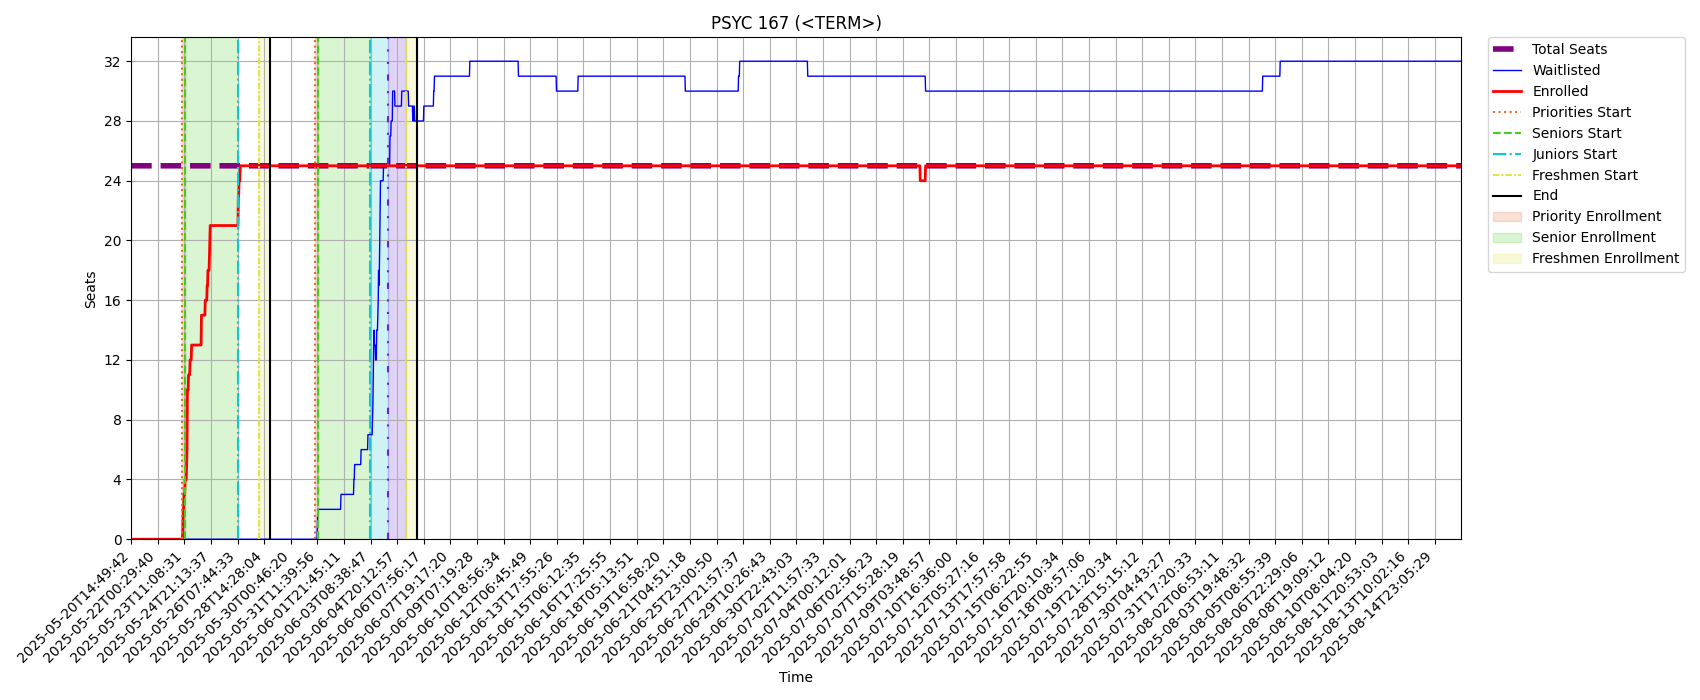 PSYC 167 (<TERM>)
Seats
32
28
24
20
16
12
8
4
0
2025-05-20T14:49:42
2025-05-22T00:29:40
2025-05-23T11:08:31
2025-05-24T21:13:37
2025-05-26T07:44:33
2025-05-28T14:28:04
2025-05-30T00:46:20
2025-05-31T11:39:56
2025-06-01T21:45:11
2025-06-03T08:38:47
2025-06-04T20:12:57
2025-06-06T07:56:17
2025-06-07T19:17:20
2025-06-09T07:19:28
2025-06-10T18:56:34
2025-06-12T06:45:49
2025-06-13T17:55:26
2025-06-15T06:12:35
2025-06-16T17:25:55
2025-06-18T05:13:51
2025-06-19T16:58:20
2025-06-21T04:51:18
2025-06-25T23:00:50
2025-06-27T21:57:37
2025-06-29T10:26:43
2025-06-30T22:43:03
2025-07-02T11:57:33
2025-07-04T00:12:01
2025-07-06T02:56:23
2025-07-07T15:28:19
2025-07-09T03:48:57
2025-07-10T16:36:00
2025-07-12T05:27:16
2025-07-13T17:57:58
2025-07-15T06:22:55
2025-07-16T20:10:34
2025-07-18T08:57:06
2025-07-19T21:20:34
2025-07-28T15:15:12
2025-07-30T04:43:27
2025-07-31T17:20:33
2025-08-02T06:53:11
2025-08-03T19:48:32
2025-08-05T08:55:39
2025-08-06T22:29:06
2025-08-08T19:09:12
2025-08-10T08:04:20
2025-08-11T20:53:03
2025-08-13T10:02:16
2025-08-14T23:05:29
Time
Total Seats
Waitlisted
Enrolled
Priorities Start
Seniors Start
Juniors Start
Freshmen Start
End
Priority Enrollment
Senior Enrollment
Freshmen Enrollment